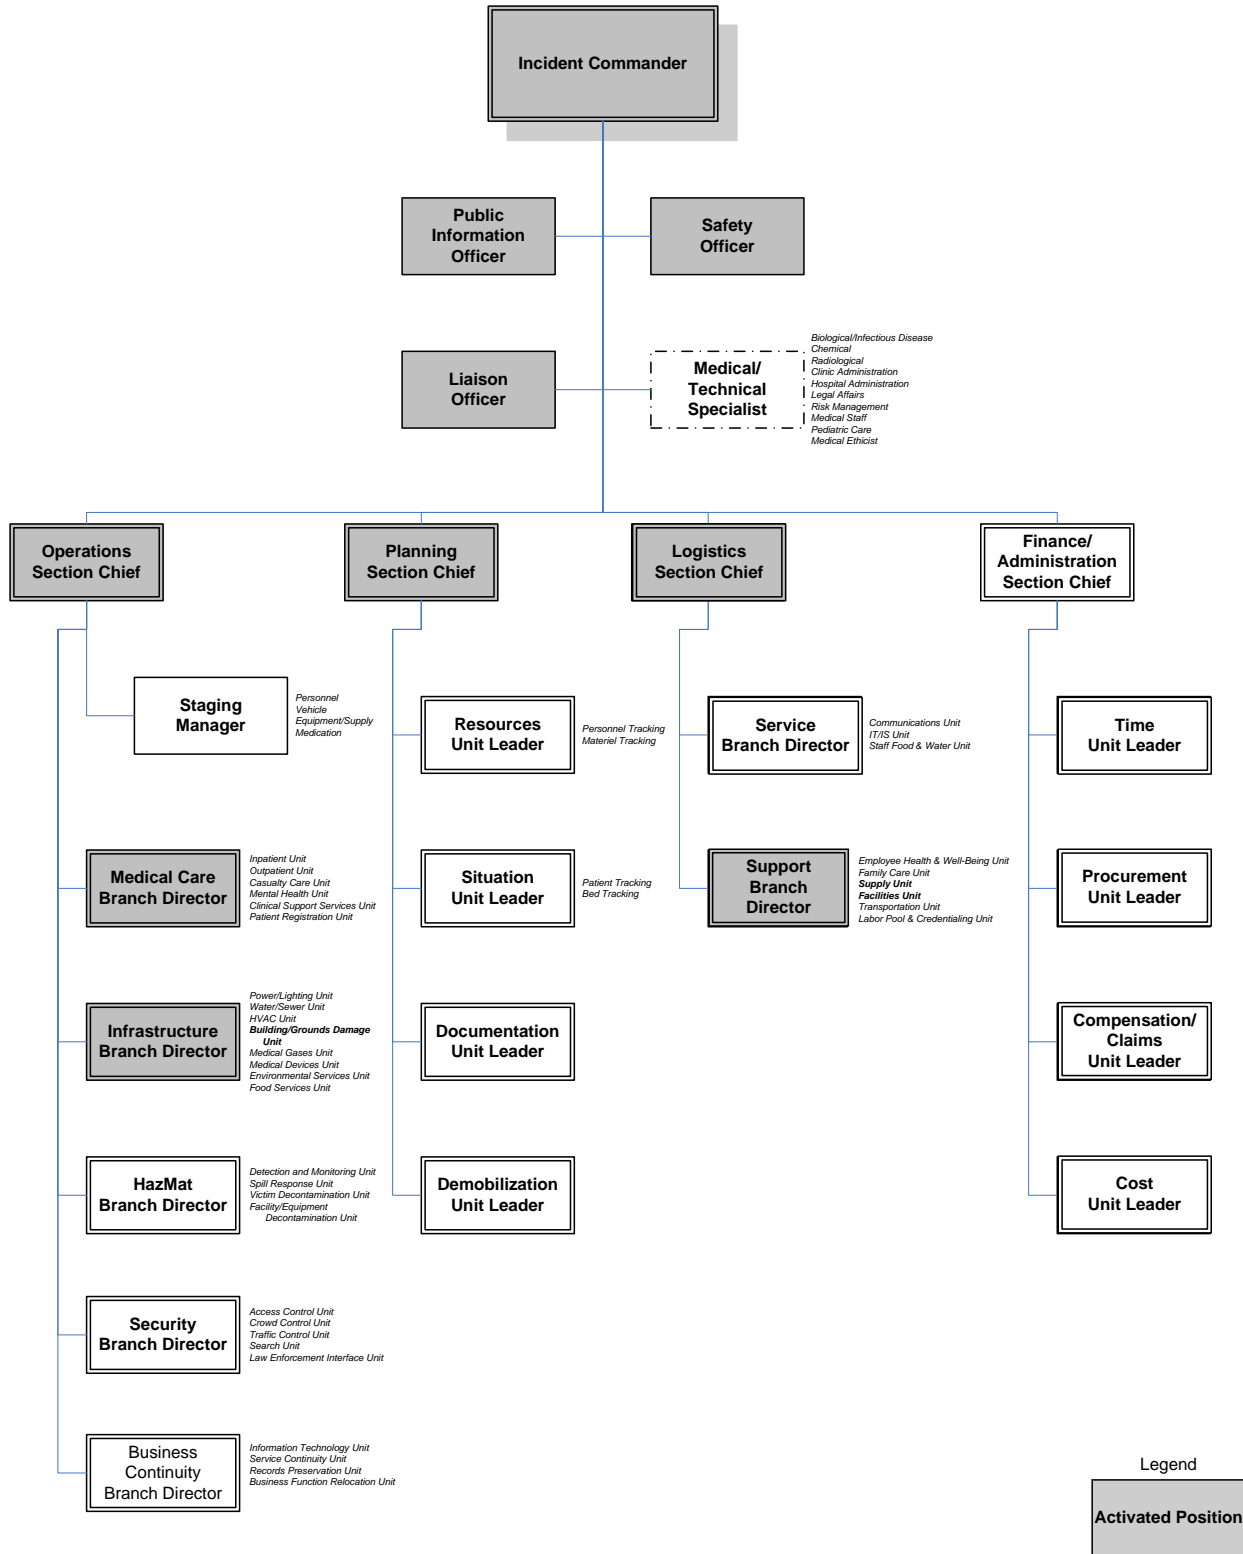 Incident Commander
Public
Information
Officer
Safety
Officer
Liaison
Officer
Medical/
Technical
Specialist
Biological/Infectious Disease
Chemical
Radiological
Clinic Administration
Hospital Administration
Legal Affairs
Risk Management
Medical Staff
Pediatric Care
Medical Ethicist
Operations
Section Chief
Planning
Section Chief
Logistics
Section Chief
Finance/
Administration
Section Chief
Staging
Manager
Personnel
Vehicle
Equipment/Supply
Medication
Resources
Unit Leader
Personnel Tracking
Materiel Tracking
Service
Branch Director
Communications Unit
IT/IS Unit
Staff Food & Water Unit
Time
Unit Leader
Medical Care
Branch Director
Inpatient Unit
Outpatient Unit
Casualty Care Unit
Mental Health Unit
Clinical Support Services Unit
Patient Registration Unit
Situation
Unit Leader
Patient Tracking
Bed Tracking
Support
Branch
Director
Employee Health & Well-Being Unit
Family Care Unit
Supply Unit
Facilities Unit
Transportation Unit
Labor Pool & Credentialing Unit
Procurement
Unit Leader
Infrastructure
Branch Director
Power/Lighting Unit
Water/Sewer Unit
HVAC Unit
Building/Grounds Damage
Unit
Medical Gases Unit
Medical Devices Unit
Environmental Services Unit
Food Services Unit
Documentation
Unit Leader
Compensation/
Claims
Unit Leader
HazMat
Branch Director
Detection and Monitoring Unit
Spill Response Unit
Victim Decontamination Unit
Facility/Equipment
Decontamination Unit
Demobilization
Unit Leader
Cost
Unit Leader
Security
Branch Director
Access Control Unit
Crowd Control Unit
Traffic Control Unit
Search Unit
Law Enforcement Interface Unit
Business
Continuity
Branch Director
Information Technology Unit
Service Continuity Unit
Records Preservation Unit
Business Function Relocation Unit
Legend
Activated Position